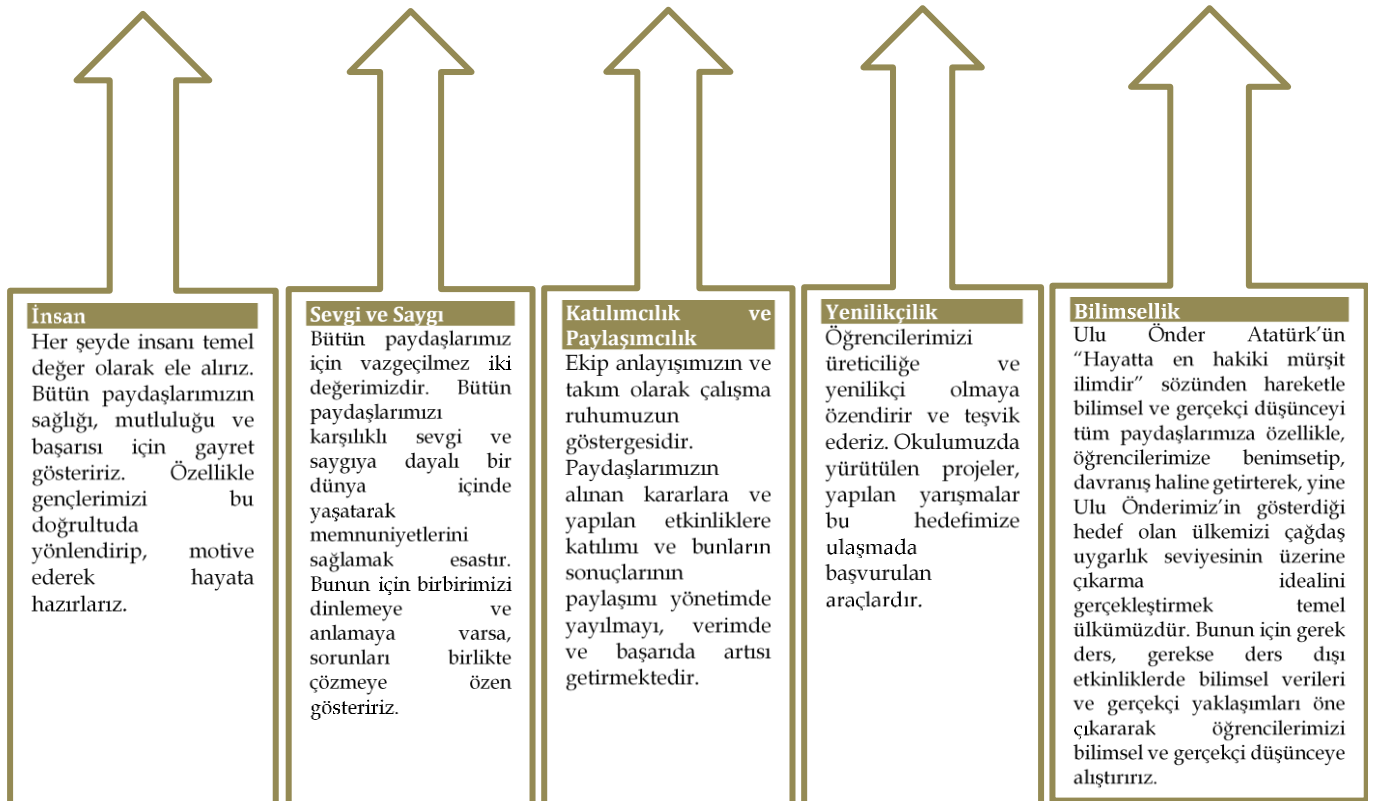 İnsan
Her şeyde insanı temel
değer olarak ele alırız.
Bütün paydaşlarımızın
sağlığı, mutluluğu ve
başarısı için gayret
gösteririz. Özellikle
gençlerimizi bu
doğrultuda
yönlendirip, motive
ederek hayata
hazırlarız.
Sevgi ve Saygı
Bütün paydaşlarımız
için vazgeçilmez iki
değerimizdir. Bütün
paydaşlarımızı
karşılıklı sevgi ve
saygıya dayalı bir
dünya içinde
yaşatarak
memnuniyetlerini
sağlamak esastır.
Bunun için birbirimizi
dinlemeye ve
anlamaya varsa,
sorunları birlikte
çözmeye özen
gösteririz.
Katılımcılık ve
Paylaşımcılık
Ekip anlayışımızın ve
takım olarak çalışma
ruhumuzun
göstergesidir.
Paydaşlarımızın
alınan kararlara ve
yapılan etkinliklere
katılımı ve bunların
sonuçlarının
paylaşımı yönetimde
yayılmayı, verimde
ve başarıda artısı
getirmektedir.
Yenilikçilik
Öğrencilerimizi
üreticiliğe ve
yenilikçi olmaya
özendirir ve teşvik
ederiz. Okulumuzda
yürütülen projeler,
yapılan yarışmalar
bu hedefimize
ulaşmada
başvurulan
araçlardır.
Bilimsellik
Ulu Önder Atatürk’ün
“Hayatta en hakiki mürşit
ilimdir” sözünden hareketle
bilimsel ve gerçekçi düşünceyi
tüm paydaşlarımıza özellikle,
öğrencilerimize benimsetip,
davranış haline getirterek, yine
Ulu Önderimiz’in gösterdiği
hedef olan ülkemizi çağdaş
uygarlık seviyesinin üzerine
çıkarma idealini
gerçekleştirmek temel
ülkümüzdür. Bunun için gerek
ders, gerekse ders dışı
etkinliklerde bilimsel verileri
ve gerçekçi yaklaşımları öne
çıkararak öğrencilerimizi
bilimsel ve gerçekçi düşünceye
alıştırırız.